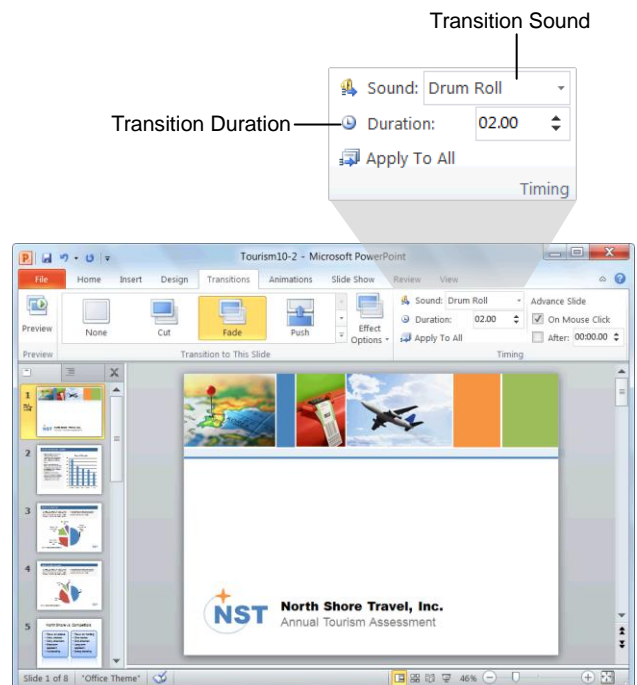 Transition Sound
Sound: Drum Roll
Transition Duration
Duration: 02.00
Apply To All
Timing
Tourism10-2 - Microsoft PowerPoint
File Home Insert Design Transitions Animations Slide Show Review View
Preview None Cut Fade Push Effect Options
Sound: Drum Roll Advance Slide
Duration: 02.00 On Mouse Click
Apply To All After: 00:00.00
Preview Transition to This Slide Timing
1
2
3
4
5
NST North Shore Travel, Inc.
Annual Tourism Assessment
Slide 1 of 8 "Office Theme" 46%